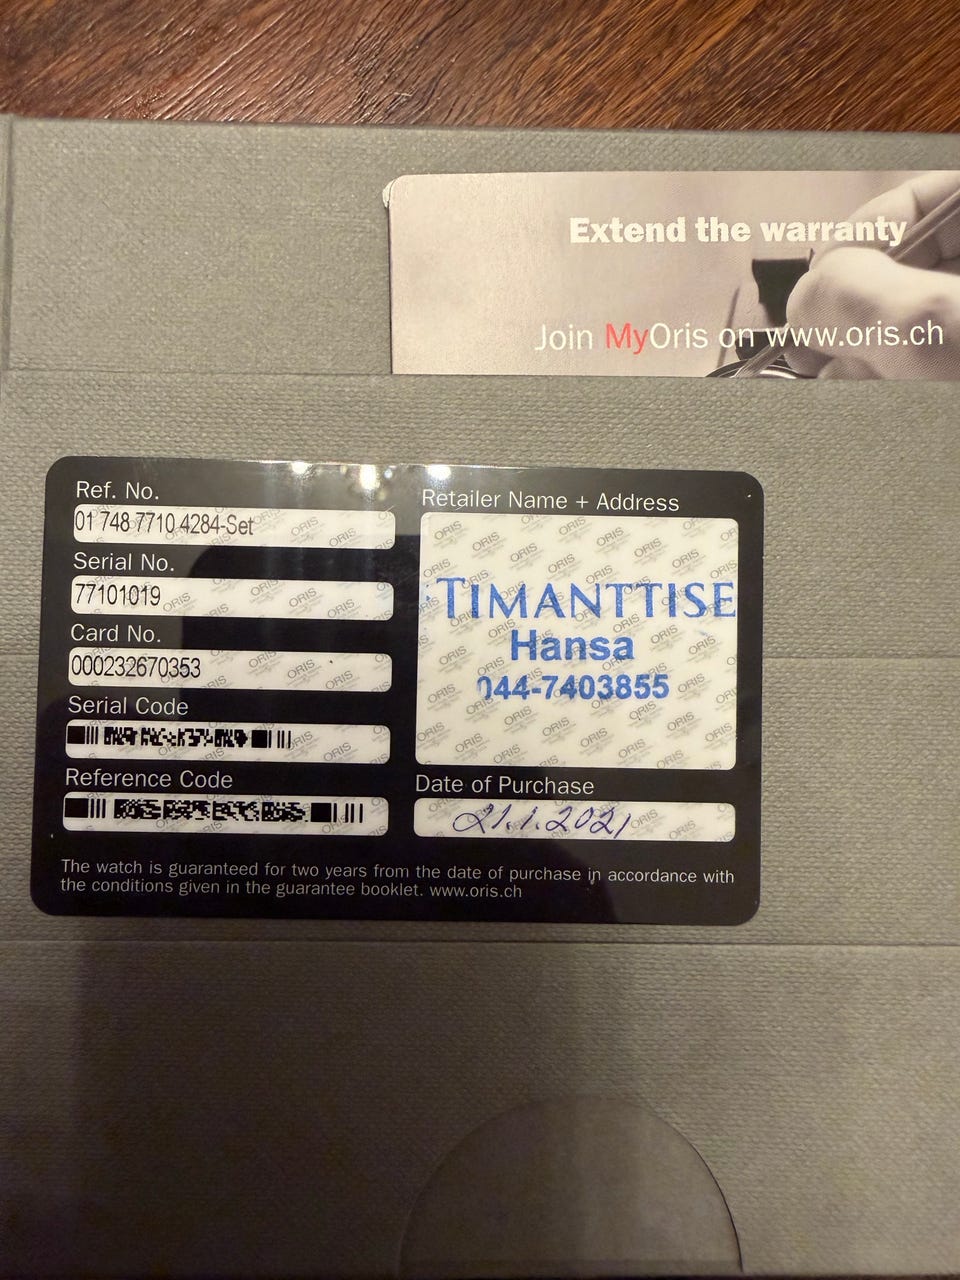 Extend the warranty
Join MyOris on www.oris.ch
Ref. No.
01 748 7710 4284-Set
Serial No.
77101019
Card No.
000232670353
Serial Code
Reference Code
Retailer Name + Address
TIMANTTISE
Hansa
044-7403855
Date of Purchase
21.1.2021
The watch is guaranteed for two years from the date of purchase in accordance with
the conditions given in the guarantee booklet. www.oris.ch